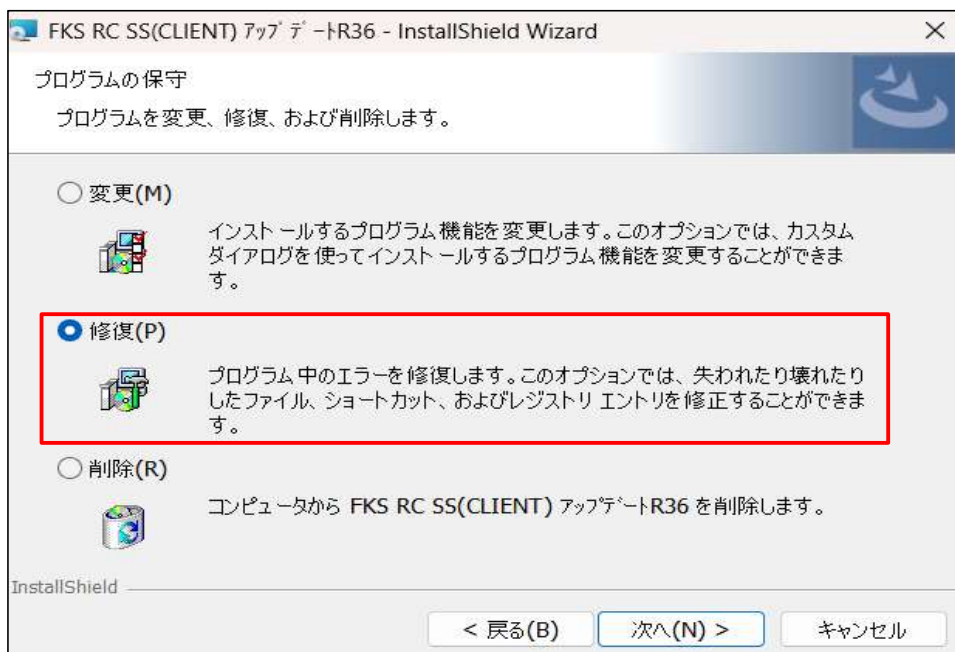 FKS RC SS(CLIENT) ｱｯﾌﾟﾃﾞｰﾄR36 - InstallShield Wizard
プログラムの保守
プログラムを変更、修復、および削除します。
変更(M)
インストールするプログラム機能を変更します。このオプションでは、カスタム
ダイアログを使ってインストールするプログラム機能を変更することができま
す。
修復(P)
プログラム中のエラーを修復します。このオプションでは、失われたり壊れたり
したファイル、ショートカット、およびレジストリ エントリを修正することができま
す。
削除(R)
コンピュータから FKS RC SS(CLIENT) ｱｯﾌﾟﾃﾞｰﾄR36 を削除します。
InstallShield
< 戻る(B)
次へ(N) >
キャンセル